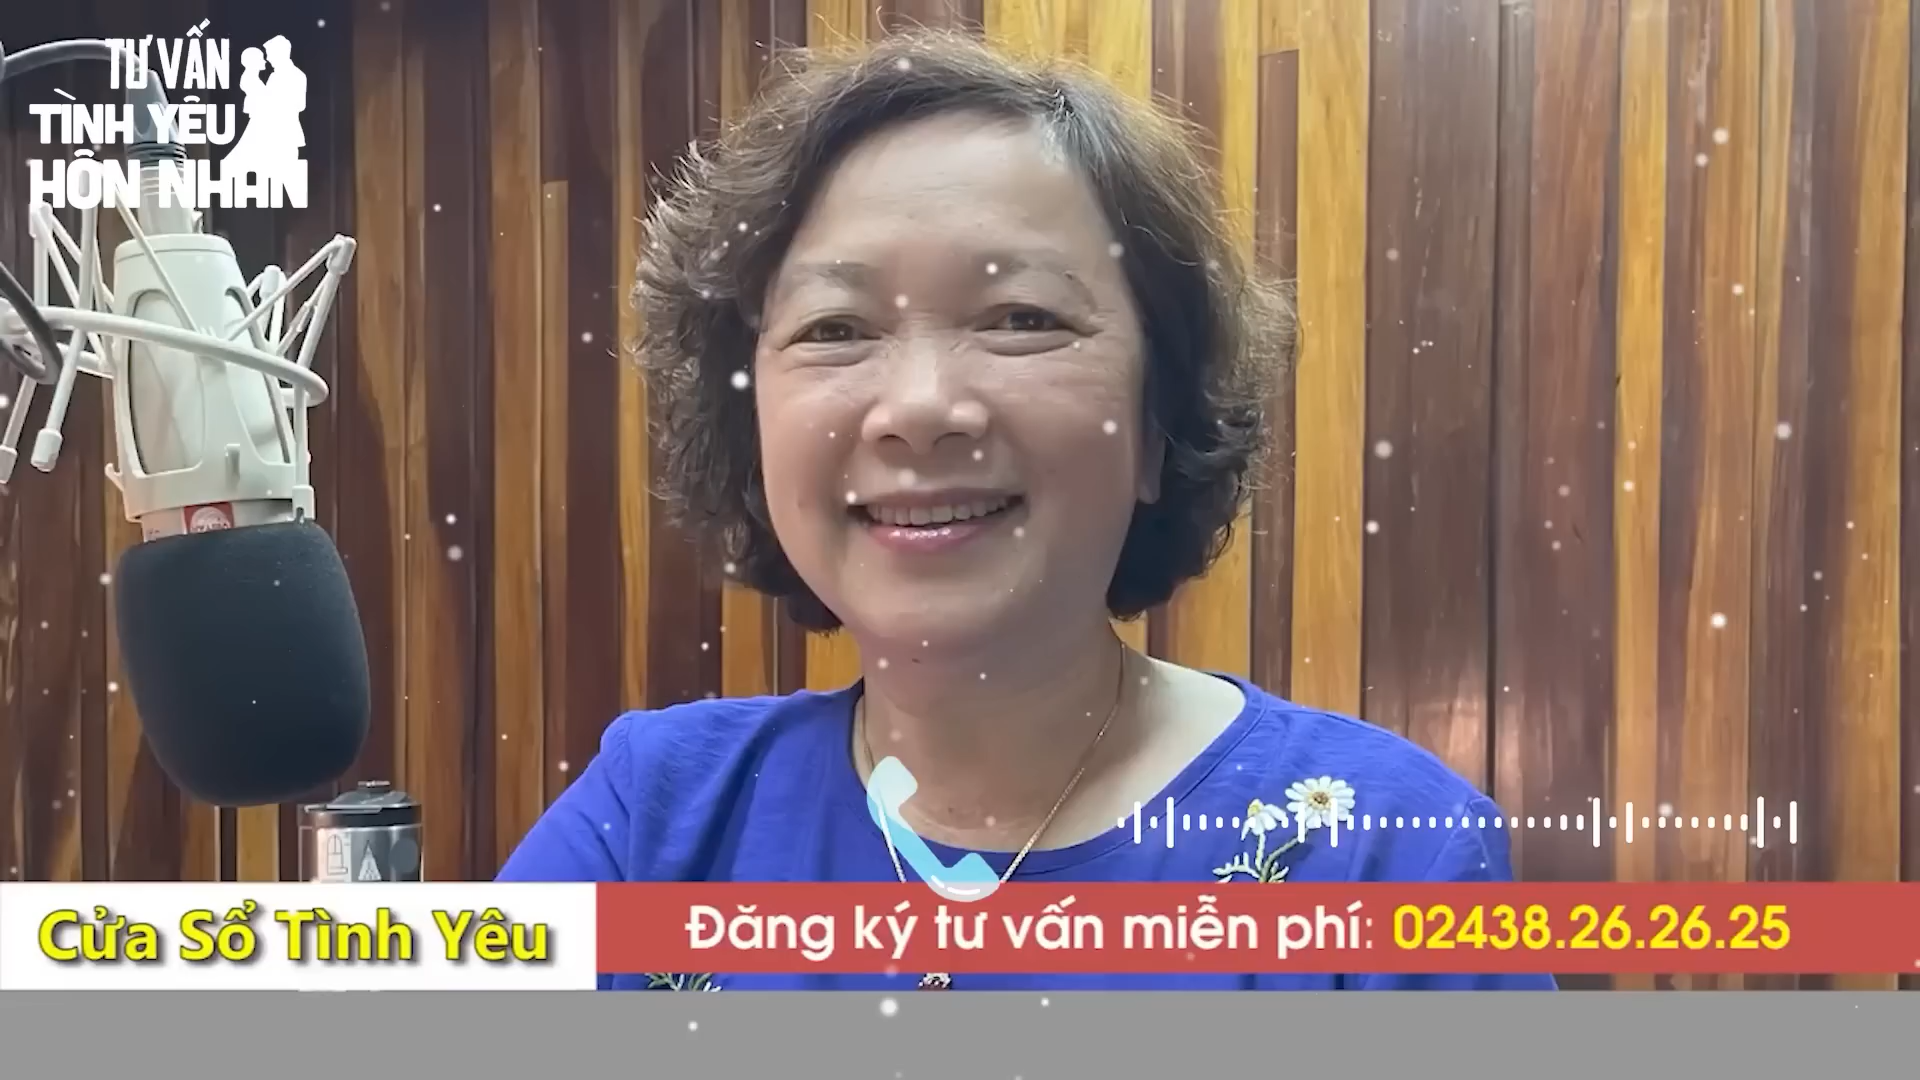 TƯ VẤN
TÌNH YÊU
HÔN NHÂN
Cửa Sổ Tình Yêu
Đăng ký tư vấn miễn phí: 02438.26.26.25